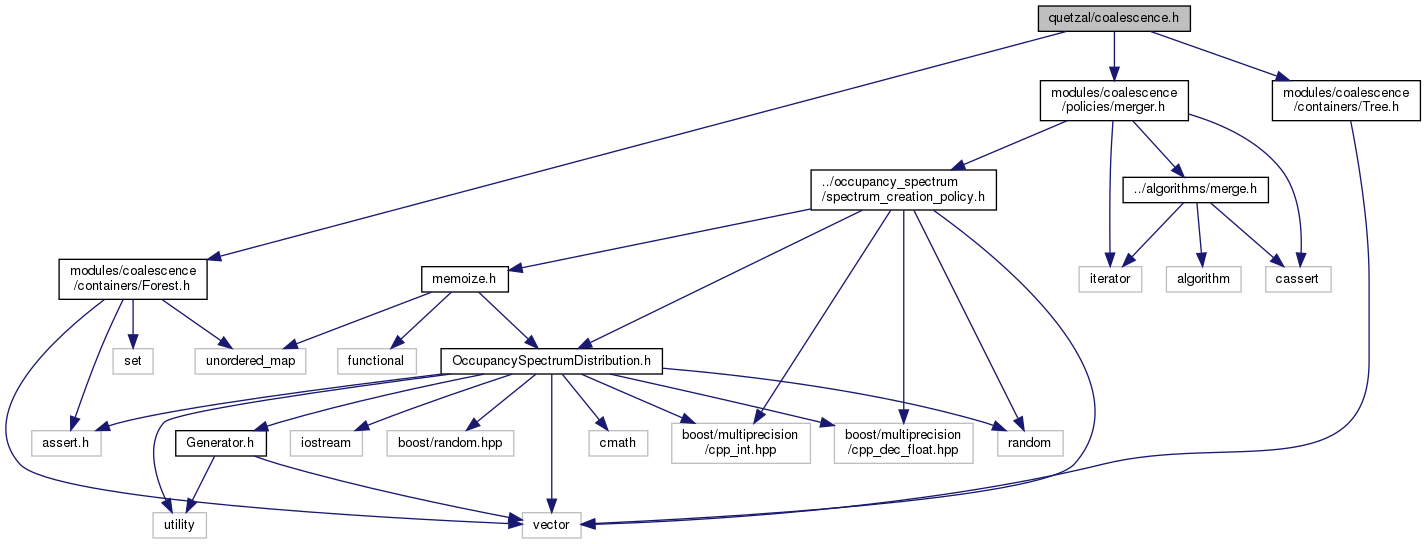 quetzal/coalescence.h
modules/coalescence
/policies/merger.h
modules/coalescence
/containers/Tree.h
../occupancy_spectrum
/spectrum_creation_policy.h
../algorithms/merge.h
modules/coalescence
/containers/Forest.h
memoize.h
iterator
algorithm
cassert
set
unordered_map
functional
OccupancySpectrumDistribution.h
assert.h
Generator.h
iostream
boost/random.hpp
cmath
boost/multiprecision
/cpp_int.hpp
boost/multiprecision
/cpp_dec_float.hpp
random
utility
vector